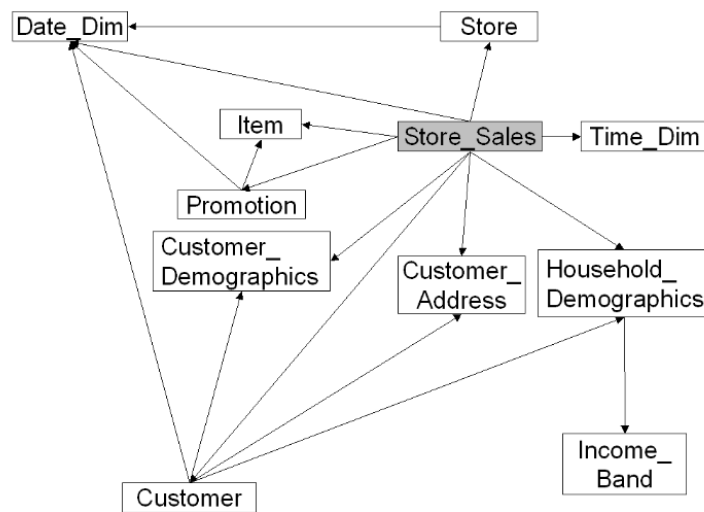 Date_Dim
Store
Item
Store_Sales
Time_Dim
Promotion
Customer_
Demographics
Customer_
Address
Household_
Demographics
Income_
Band
Customer